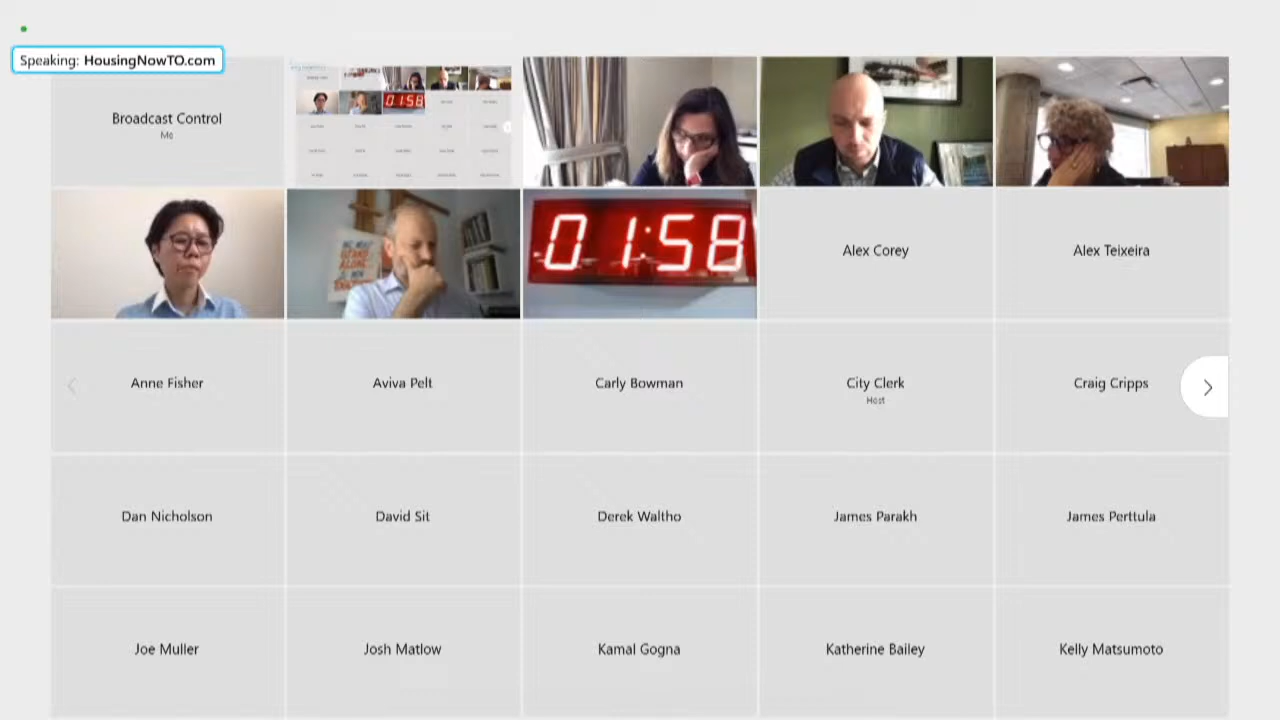 Speaking: HousingNowTO.com
Broadcast Control
Me
01:58
01:58
Alex Corey
Alex Teixeira
Anne Fisher
Aviva Pelt
Carly Bowman
City Clerk
Host
Craig Cripps
Dan Nicholson
David Sit
Derek Waltho
James Parakh
James Perttula
Joe Muller
Josh Matlow
Kamal Gogna
Katherine Bailey
Kelly Matsumoto